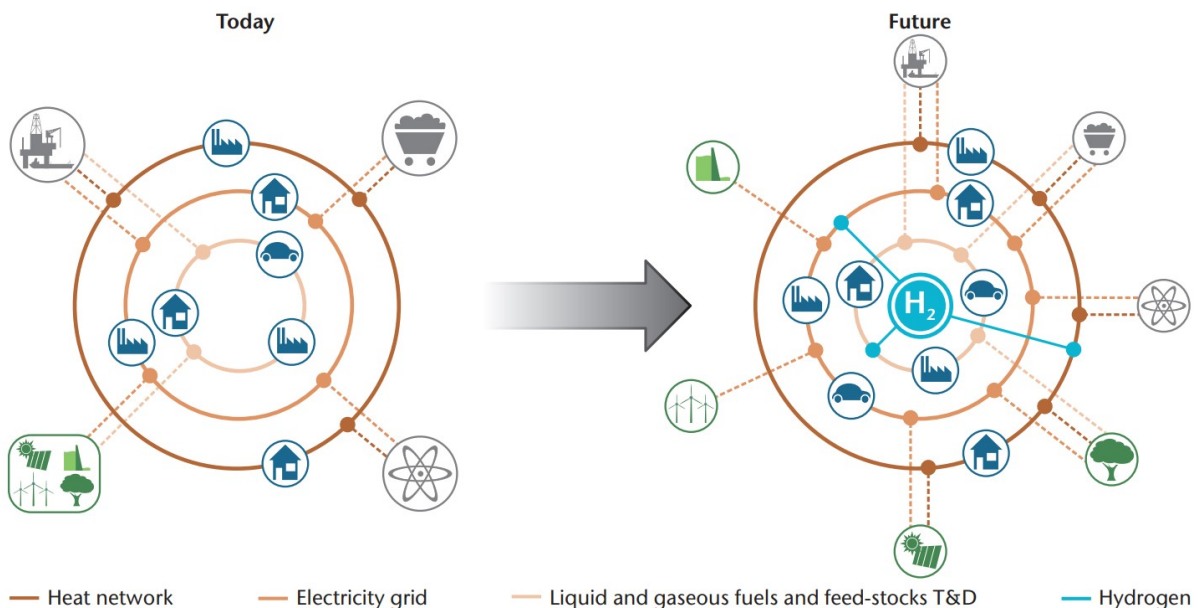 Today
Future
H₂
Heat network
Electricity grid
Liquid and gaseous fuels and feed-stocks T&D
Hydrogen